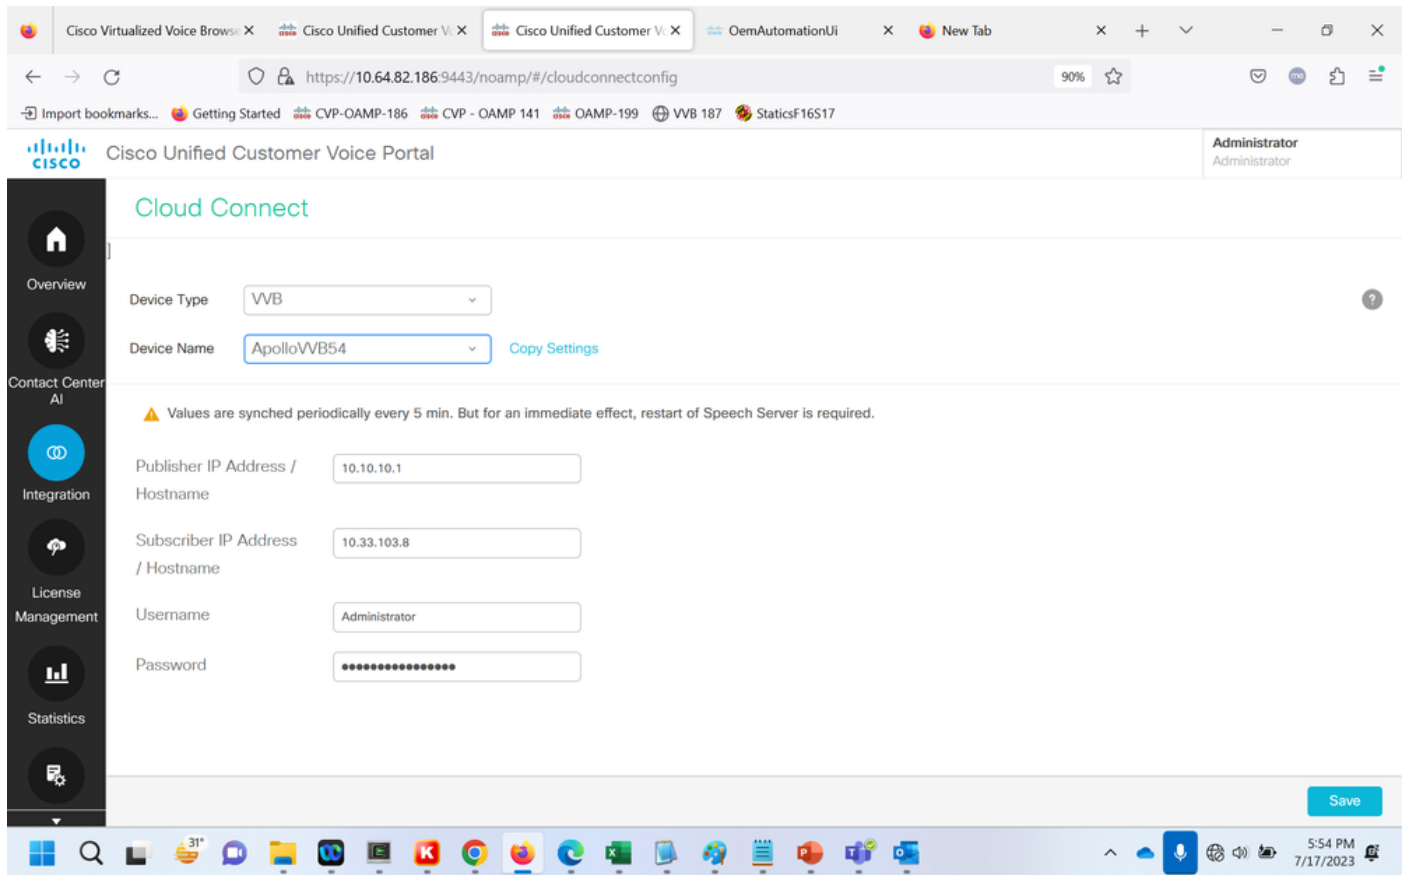 Cisco Virtualized Voice Browse
Cisco Unified Customer Vo
Cisco Unified Customer Vo
OemAutomationUi
New Tab
https://10.64.82.186:9443/noamp/#/cloudconnectconfig
90%
me
Import bookmarks... Getting Started CVP-OAMP-186 CVP - OAMP 141 OAMP-199 VVB 187 StaticsF16S17
CISCO Cisco Unified Customer Voice Portal
Administrator
Administrator
Cloud Connect
]
Overview
Device Type VVB
?
Device Name ApolloVVB54 Copy Settings
Contact Center
AI
Values are synched periodically every 5 min. But for an immediate effect, restart of Speech Server is required.
Publisher IP Address / 10.10.10.1
Hostname
Integration
Subscriber IP Address 10.33.103.8
/ Hostname
License
Management
Username Administrator
Password ●●●●●●●●●●●●●●●●
Statistics
Save
31°
5:54 PM
7/17/2023